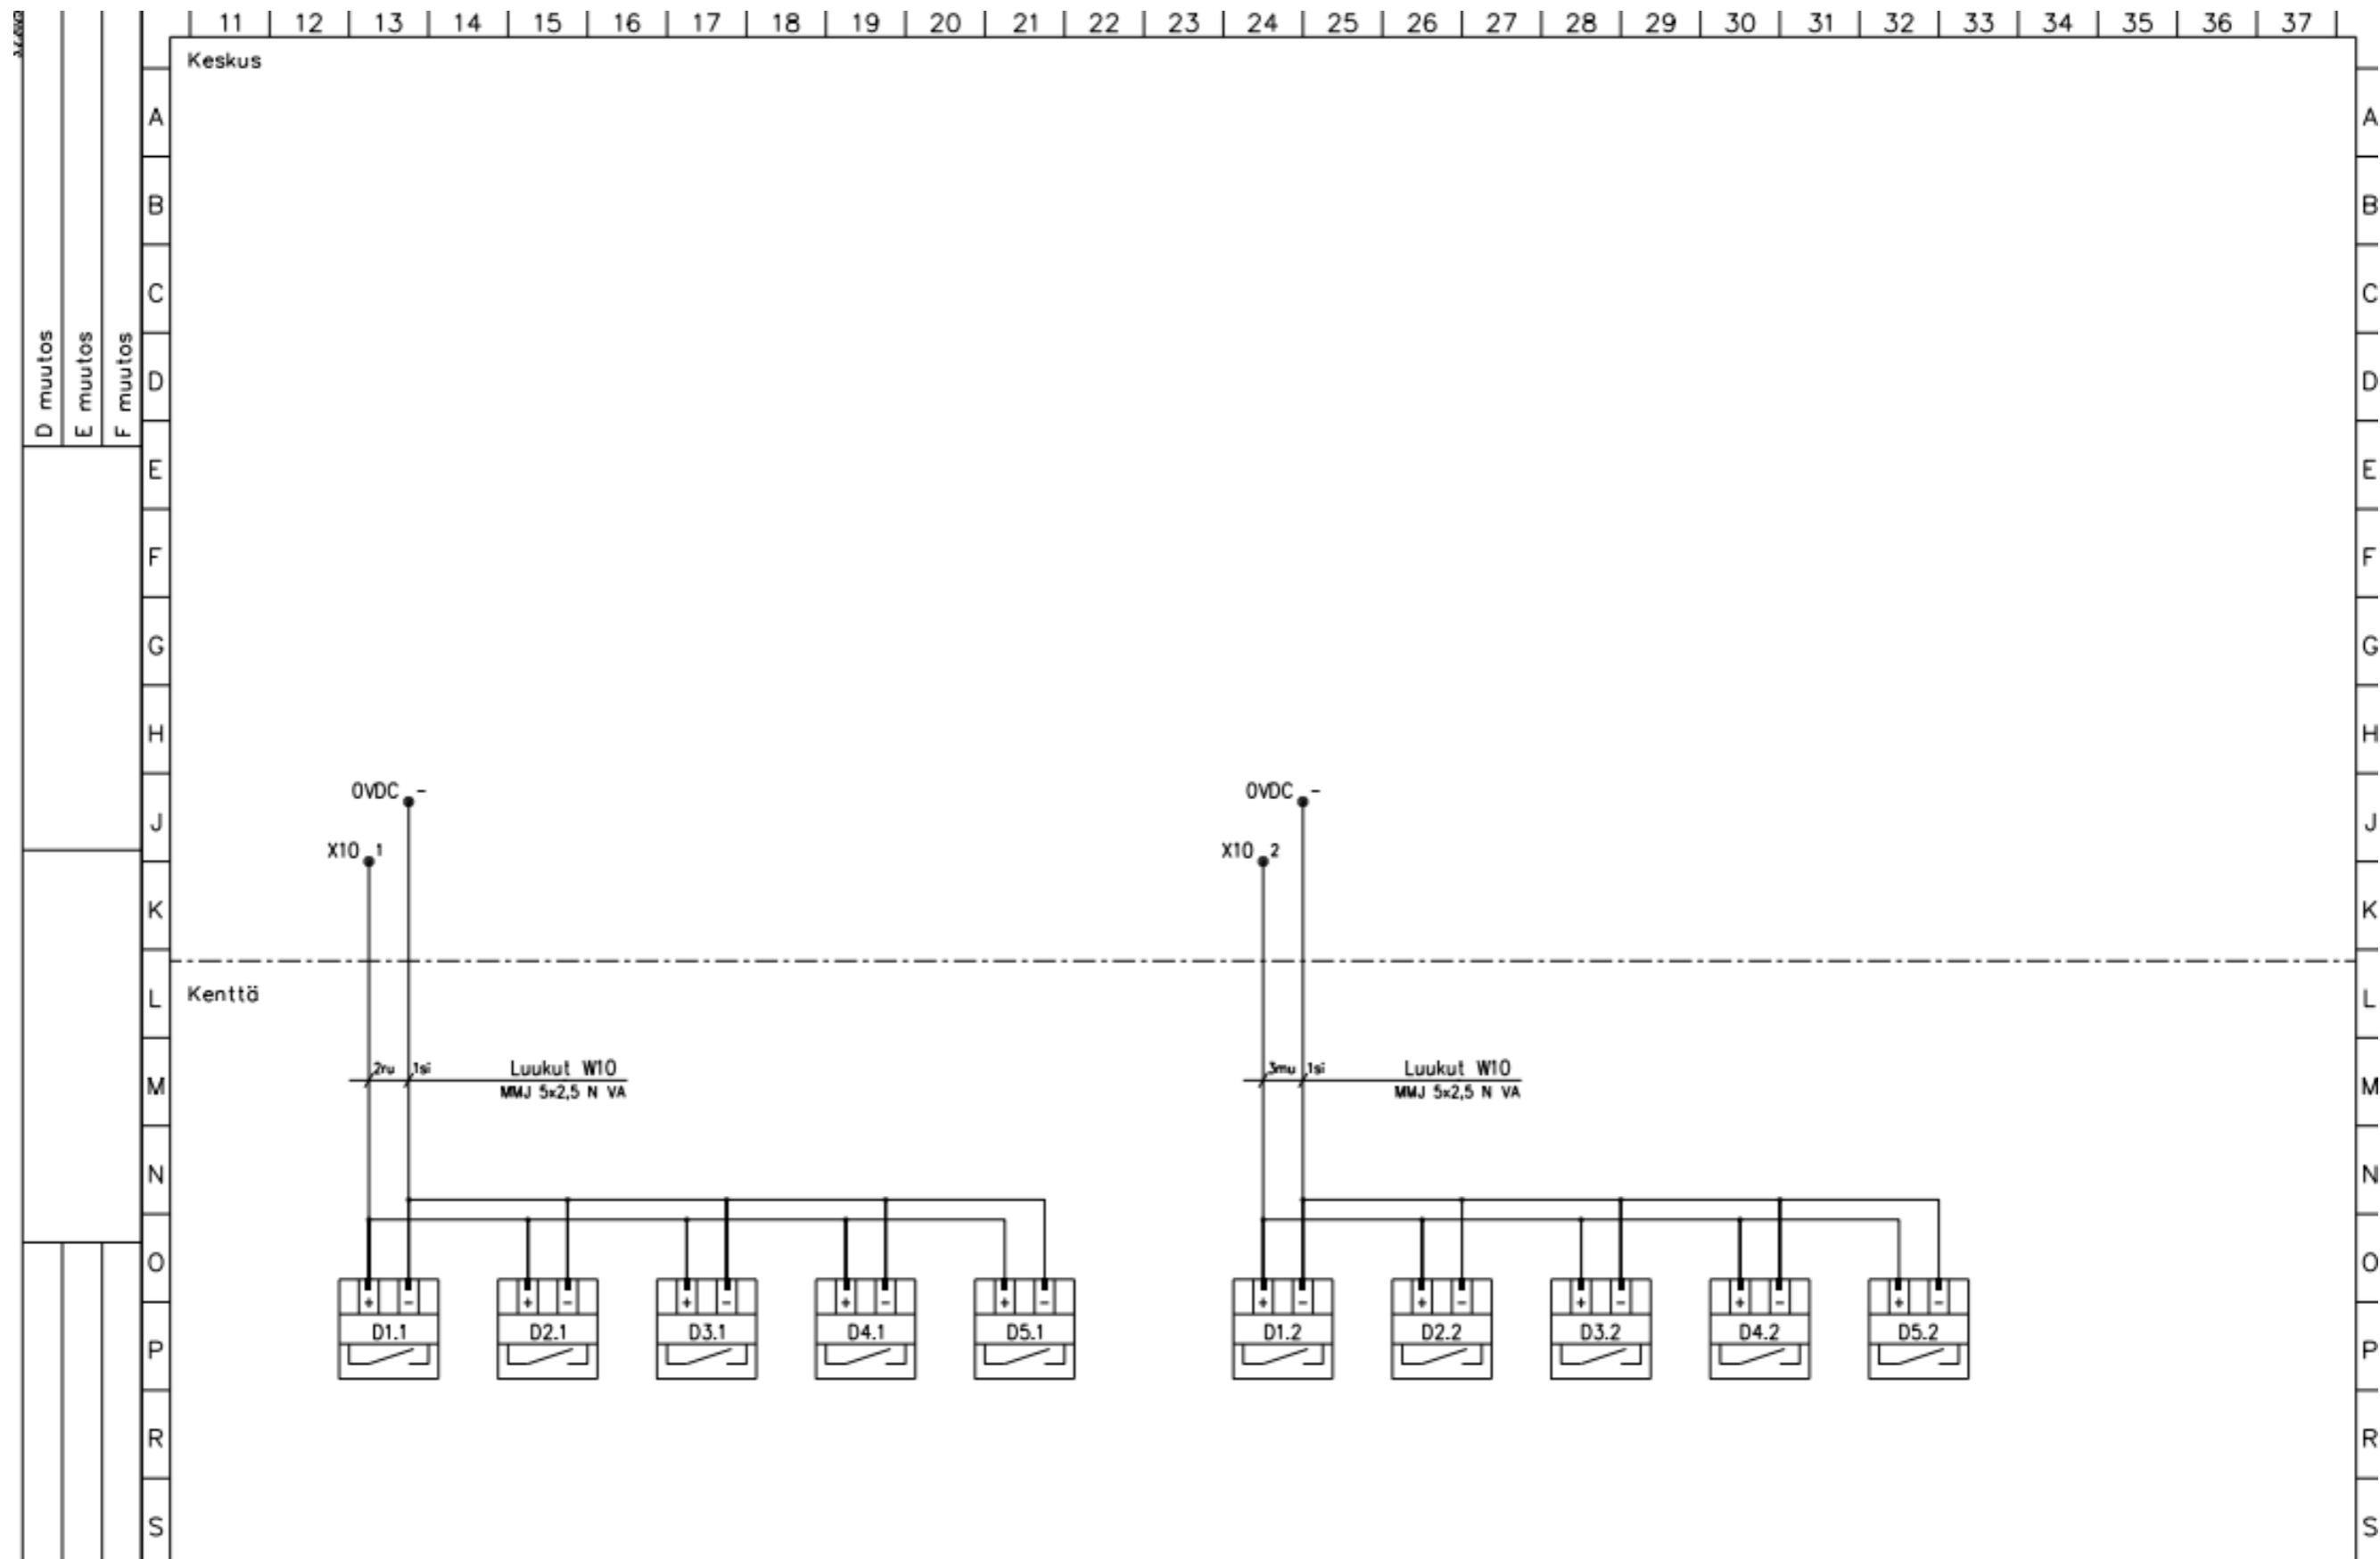 11 12 13 14 15 16 17 18 19 20 21 22 23 24 25 26 27 28 29 30 31 32 33 34 35 36 37
Keskus
A A
B B
C C
D muutos
E muutos
F muutos
D D
E E
F F
G G
H H
0VDC - 0VDC -
J J
X10 1 X10 2
K K
L Kenttä L
2ru 1si Luukut W10 3mu 1si Luukut W10
M MMJ 5x2,5 N VA MMJ 5x2,5 N VA M
N N
O O
+ - + - + - + - + - + - + - + - + - + -
D1.1 D2.1 D3.1 D4.1 D5.1 D1.2 D2.2 D3.2 D4.2 D5.2
P P
R R
S S